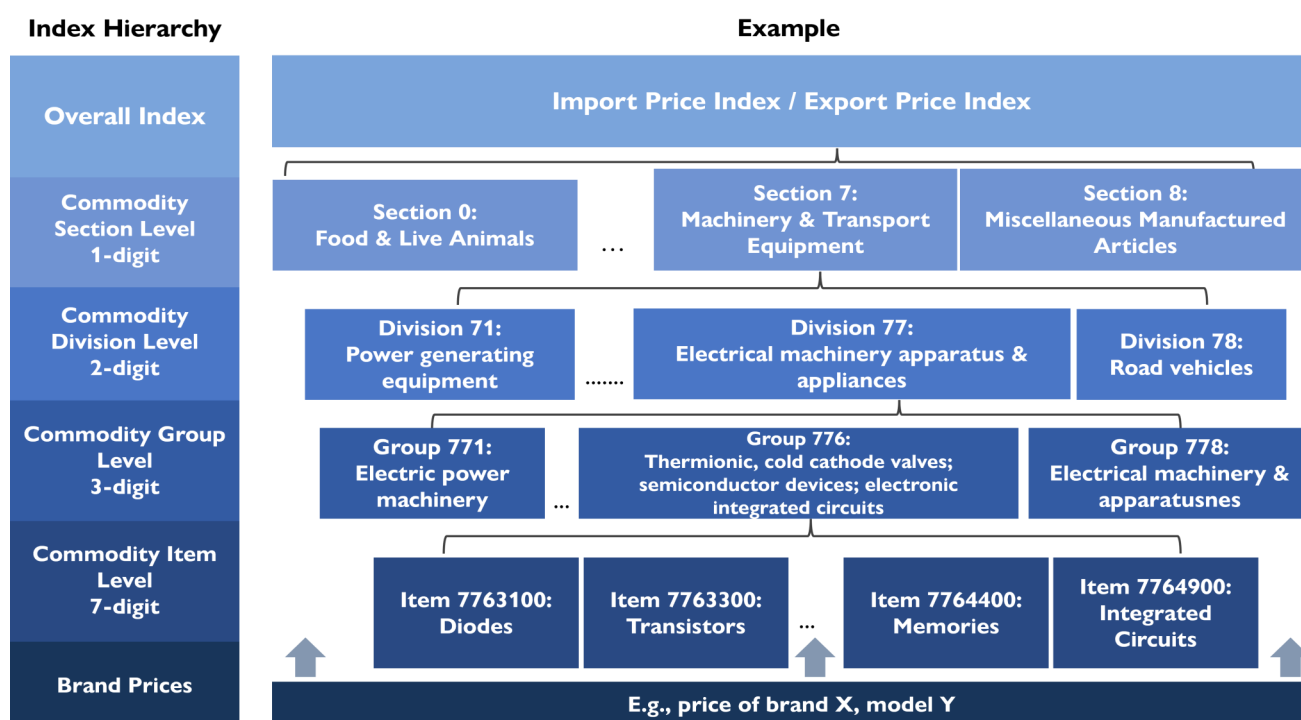 Index Hierarchy
Example
Overall Index
Import Price Index / Export Price Index
Commodity
Section Level
1-digit
Section 0:
Food & Live Animals
...
Section 7:
Machinery & Transport
Equipment
Section 8:
Miscellaneous Manufactured
Articles
Commodity
Division Level
2-digit
Division 71:
Power generating
equipment
.......
Division 77:
Electrical machinery apparatus &
appliances
Division 78:
Road vehicles
Commodity Group
Level
3-digit
Group 771:
Electric power
machinery
...
Group 776:
Thermionic, cold cathode valves;
semiconductor devices; electronic
integrated circuits
Group 778:
Electrical machinery &
apparatusnes
Commodity Item
Level
7-digit
Item 7763100:
Diodes
Item 7763300:
Transistors
...
Item 7764400:
Memories
Item 7764900:
Integrated
Circuits
Brand Prices
E.g., price of brand X, model Y